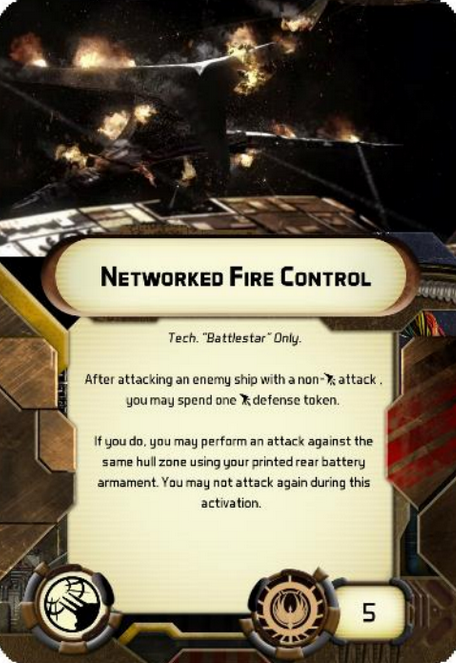 NETWORKED FIRE CONTROL
Tech. "Battlestar" Only.
After attacking an enemy ship with a non- attack ,
you may spend one defense token.
If you do, you may perform an attack against the
same hull zone using your printed rear battery
armament. You may not attack again during this
activation.
5